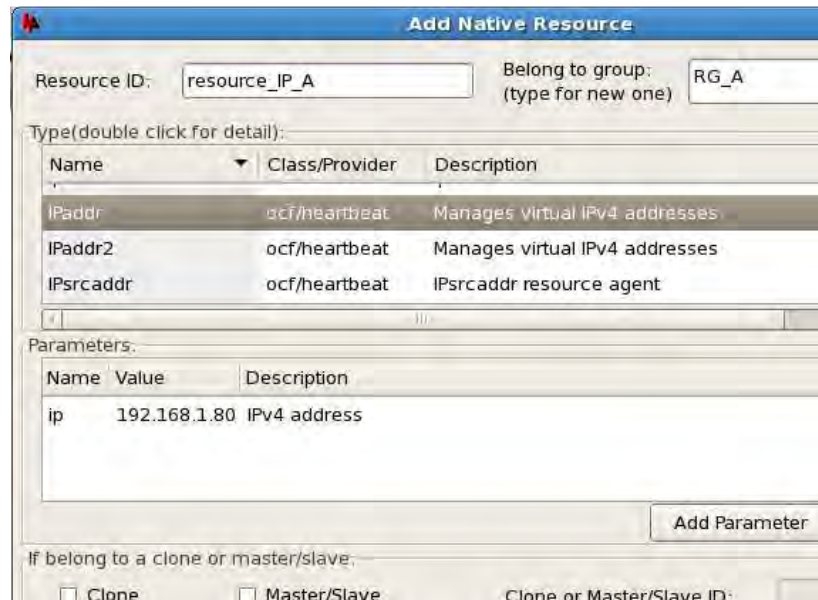 Add Native Resource
Resource ID: resource_IP_A
Belong to group:
(type for new one)
RG_A
Type(double click for detail):
Name Class/Provider Description
IPaddr ocf/heartbeat Manages virtual IPv4 addresses
IPaddr2 ocf/heartbeat Manages virtual IPv4 addresses
IPsrcaddr ocf/heartbeat IPsrcaddr resource agent
Parameters:
Name Value Description
ip 192.168.1.80 IPv4 address
Add Parameter
If belong to a clone or master/slave:
Clone Master/Slave Clone or Master/Slave ID: